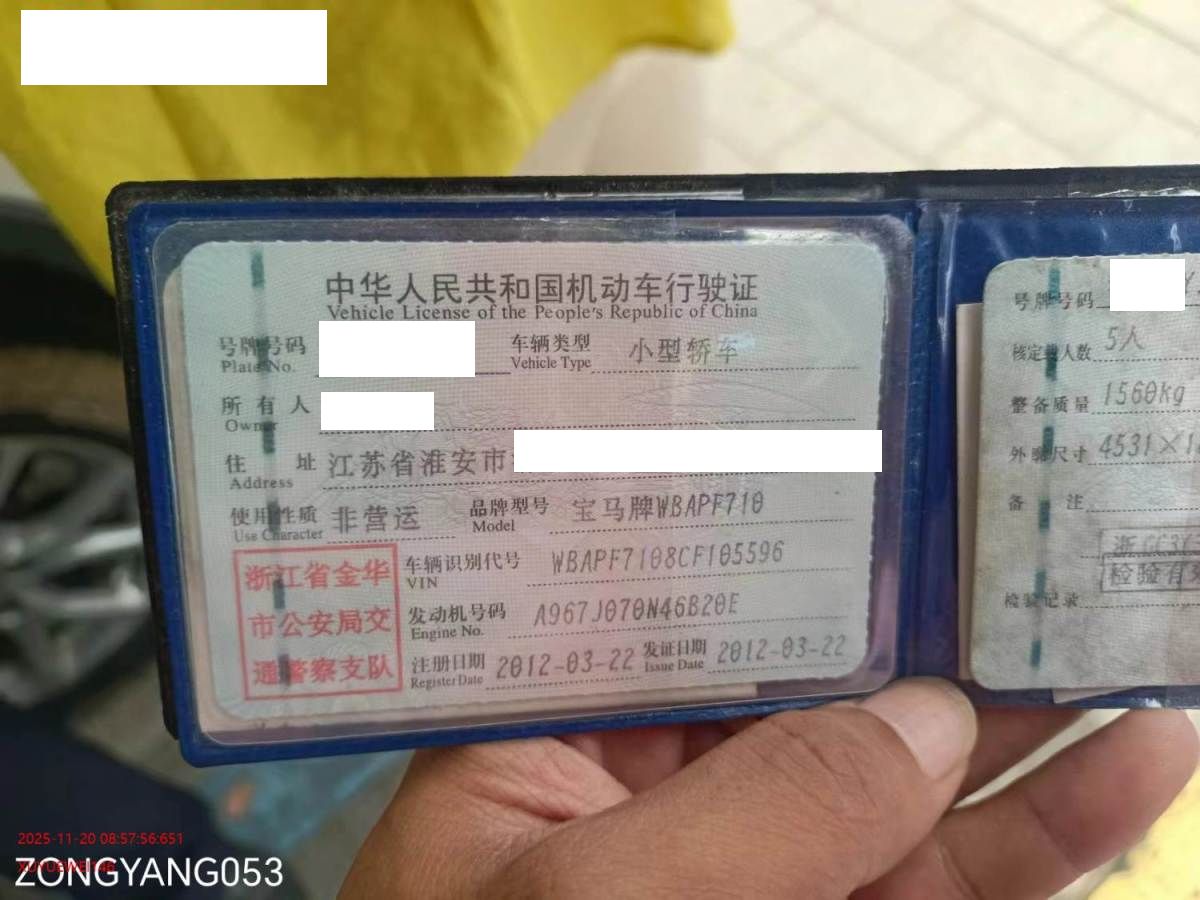 中华人民共和国机动车行驶证
Vehicle License of the People's Republic of China
号牌号码
Plate No.
车辆类型 小型轿车
Vehicle Type
所有人
Owner
住址 江苏省淮安市
Address
使用性质 非营运
Use Character
品牌型号 宝马牌WBAPF710
Model
浙江省金华
市公安局交
通警察支队
车辆识别代号 WBAPF7108CF105596
VIN
发动机号码 A967J070N46B20E
Engine No.
注册日期 2012-03-22
Register Date
发证日期 2012-03-22
Issue Date
号牌号码
核定载人数 5人
整备质量 1560kg
外廓尺寸 4531×1
备注
检验有
检验记录
2025-11-20 08:57:56:651
ZONGYANG053